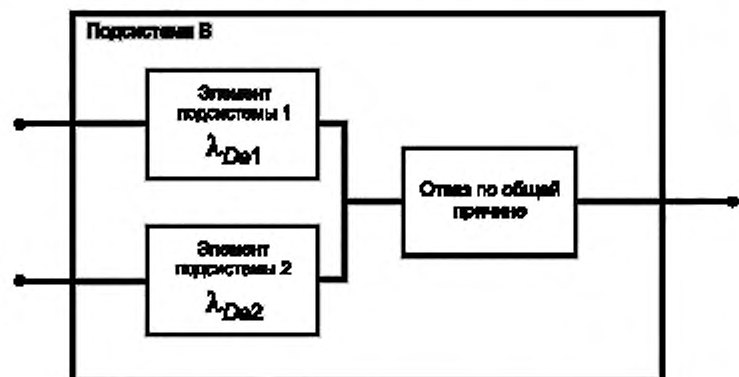 Подсистема В
Элемент
подсистемы 1
λDe1
Отказ по общей
причине
Элемент
подсистемы 2
λDe2